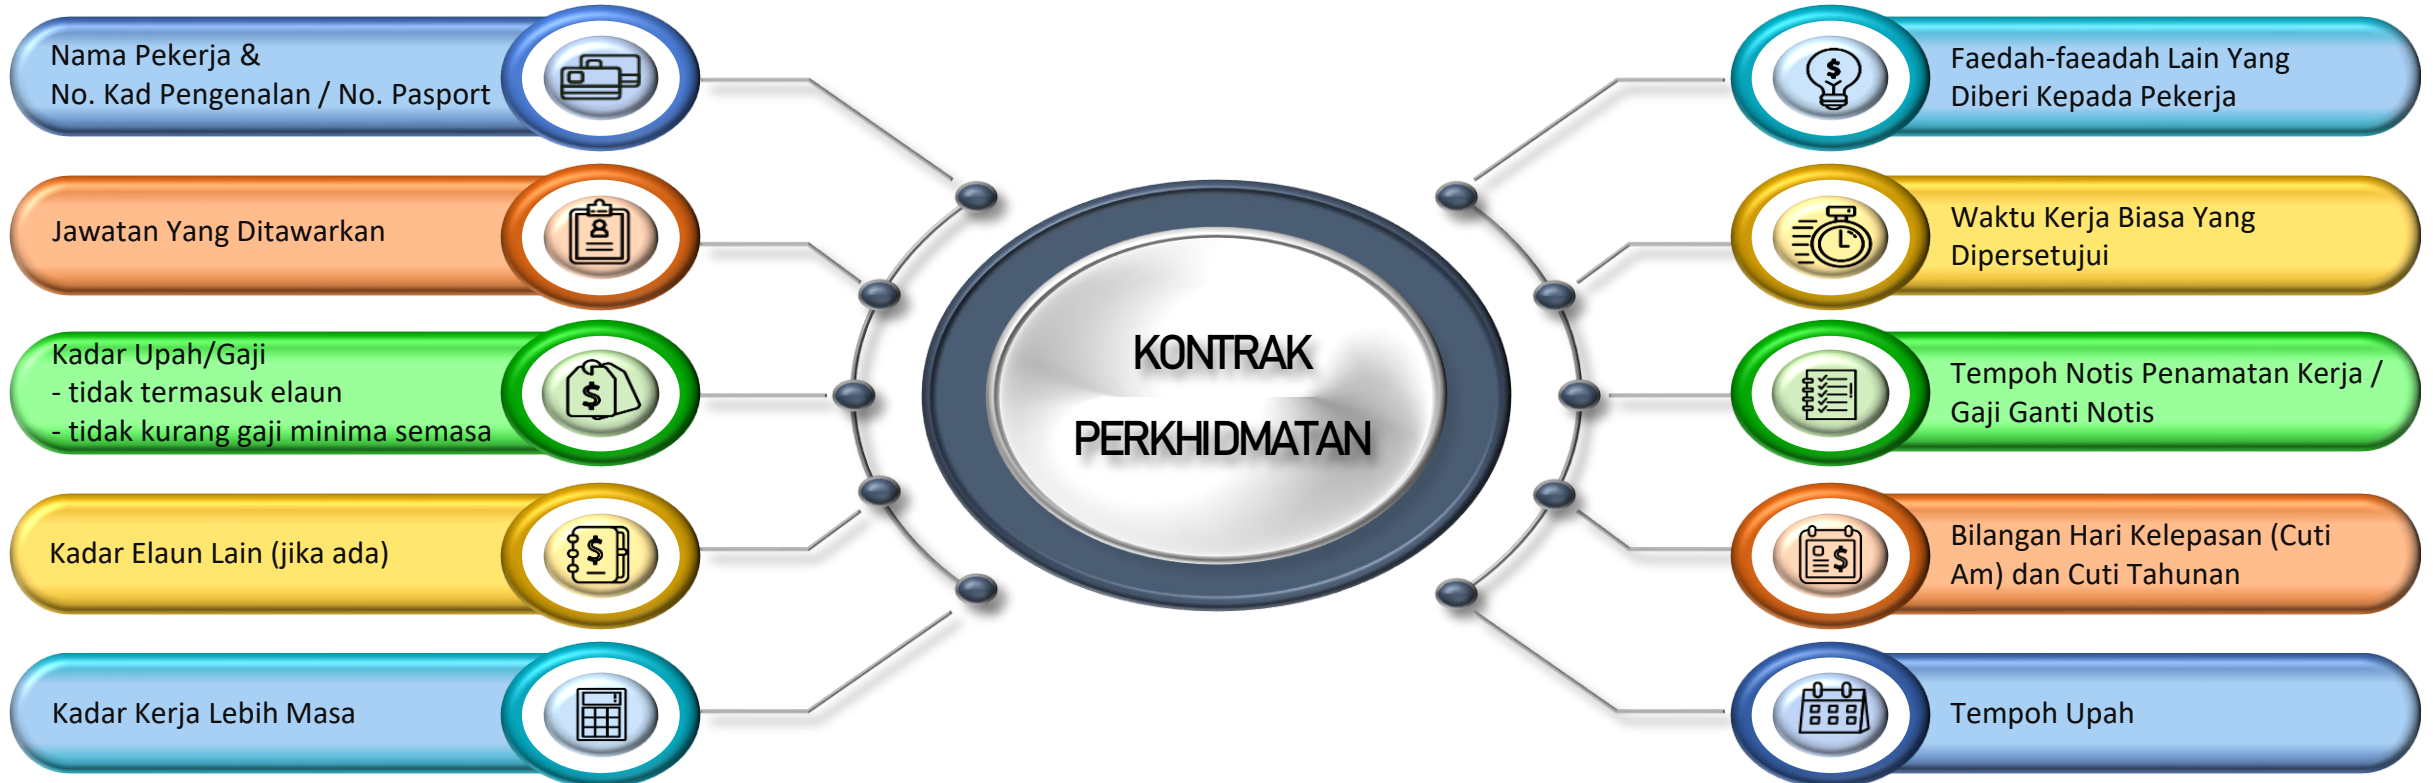 Nama Pekerja &
No. Kad Pengenalan / No. Pasport
Jawatan Yang Ditawarkan
Kadar Upah/Gaji
- tidak termasuk elaun
- tidak kurang gaji minima semasa
Kadar Elaun Lain (jika ada)
Kadar Kerja Lebih Masa
KONTRAK
PERKHIDMATAN
Faedah-faeadah Lain Yang
Diberi Kepada Pekerja
Waktu Kerja Biasa Yang
Dipersetujui
Tempoh Notis Penamatan Kerja /
Gaji Ganti Notis
Bilangan Hari Kelepasan (Cuti
Am) dan Cuti Tahunan
Tempoh Upah